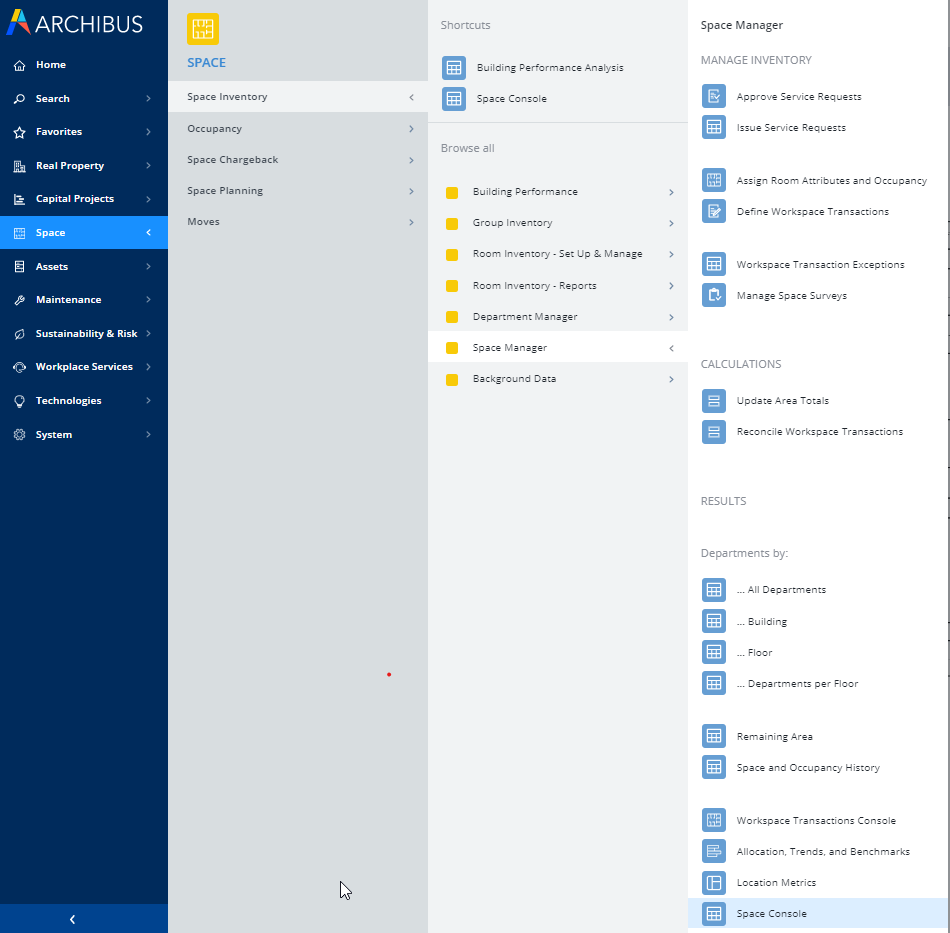 ARCHIBUS
Home
Search
Favorites
Real Property
Capital Projects
Space
Assets
Maintenance
Sustainability & Risk
Workplace Services
Technologies
System
SPACE
Space Inventory
Occupancy
Space Chargeback
Space Planning
Moves
Shortcuts
Building Performance Analysis
Space Console
Browse all
Building Performance
Group Inventory
Room Inventory - Set Up & Manage
Room Inventory - Reports
Department Manager
Space Manager
Background Data
Space Manager
MANAGE INVENTORY
Approve Service Requests
Issue Service Requests
Assign Room Attributes and Occupancy
Define Workspace Transactions
Workspace Transaction Exceptions
Manage Space Surveys
CALCULATIONS
Update Area Totals
Reconcile Workspace Transactions
RESULTS
Departments by:
... All Departments
... Building
... Floor
... Departments per Floor
Remaining Area
Space and Occupancy History
Workspace Transactions Console
Allocation, Trends, and Benchmarks
Location Metrics
Space Console